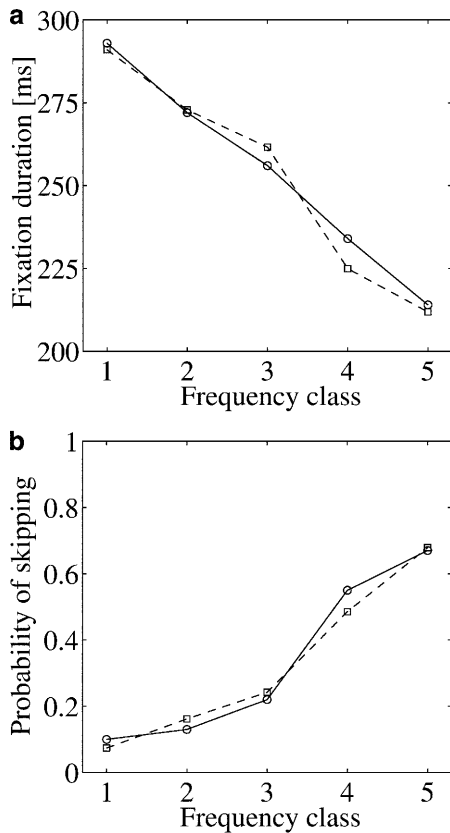 a
Fixation duration [ms]
300
275
250
225
200
1 2 3 4 5
Frequency class
b
Probability of skipping
1
0.8
0.6
0.4
0.2
0
1 2 3 4 5
Frequency class